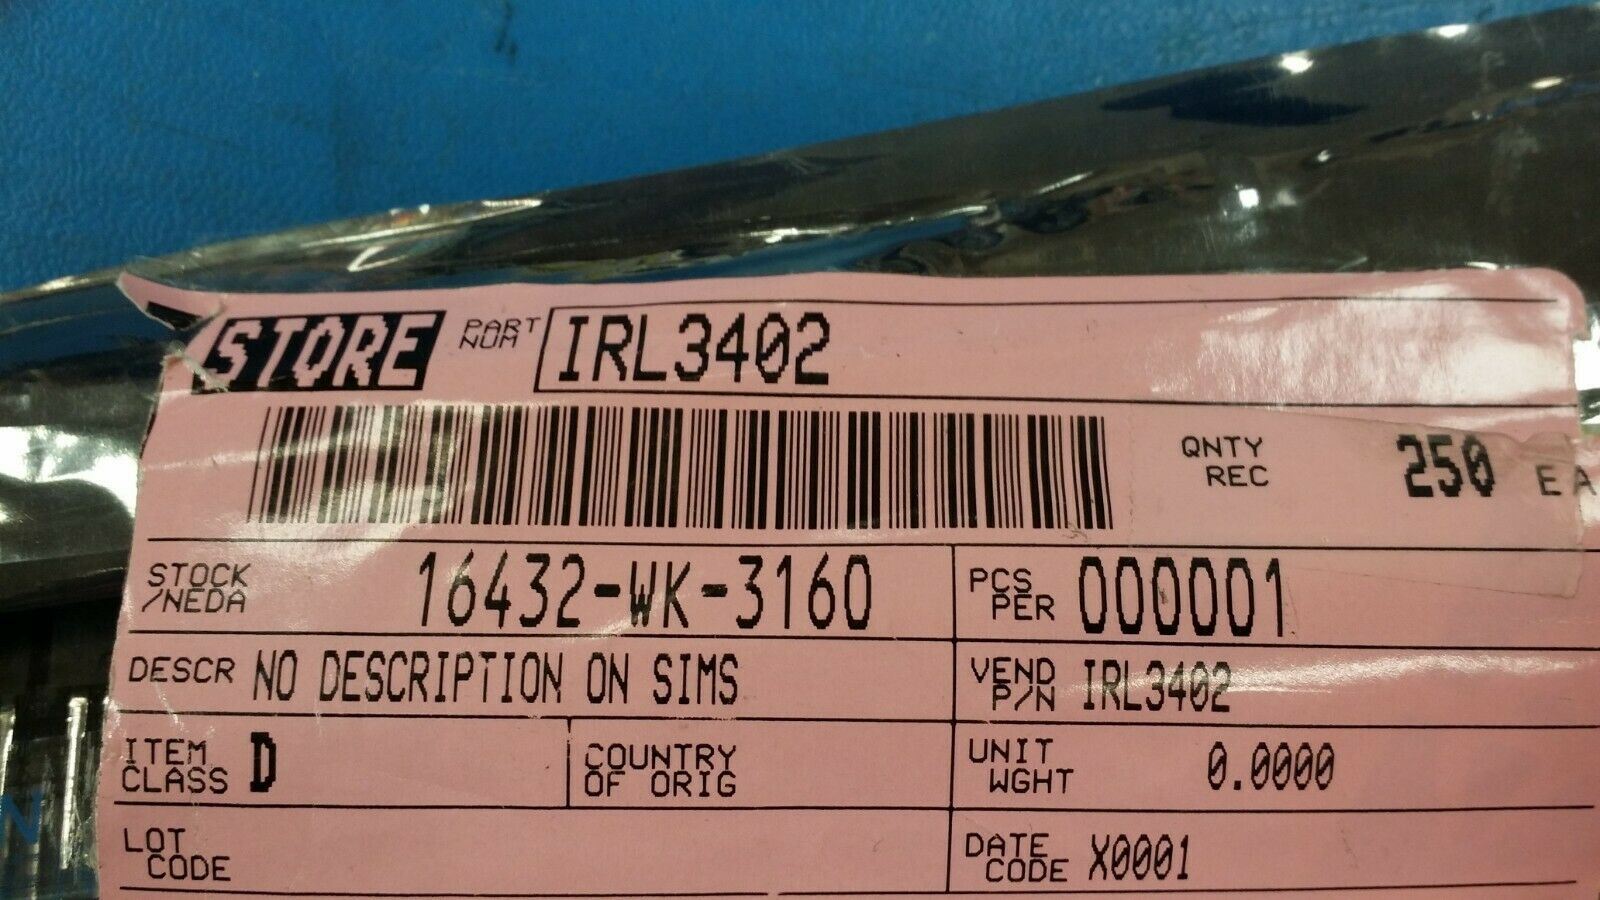 STORE PART NUM IRL3402
QNTY REC 250 EA
STOCK /NEDA 16432-WK-3160
PCS PER 000001
DESCR NO DESCRIPTION ON SIMS
VEND P/N IRL3402
ITEM CLASS D
COUNTRY OF ORIG
UNIT WGHT 0.0000
LOT CODE
DATE CODE X0001
N